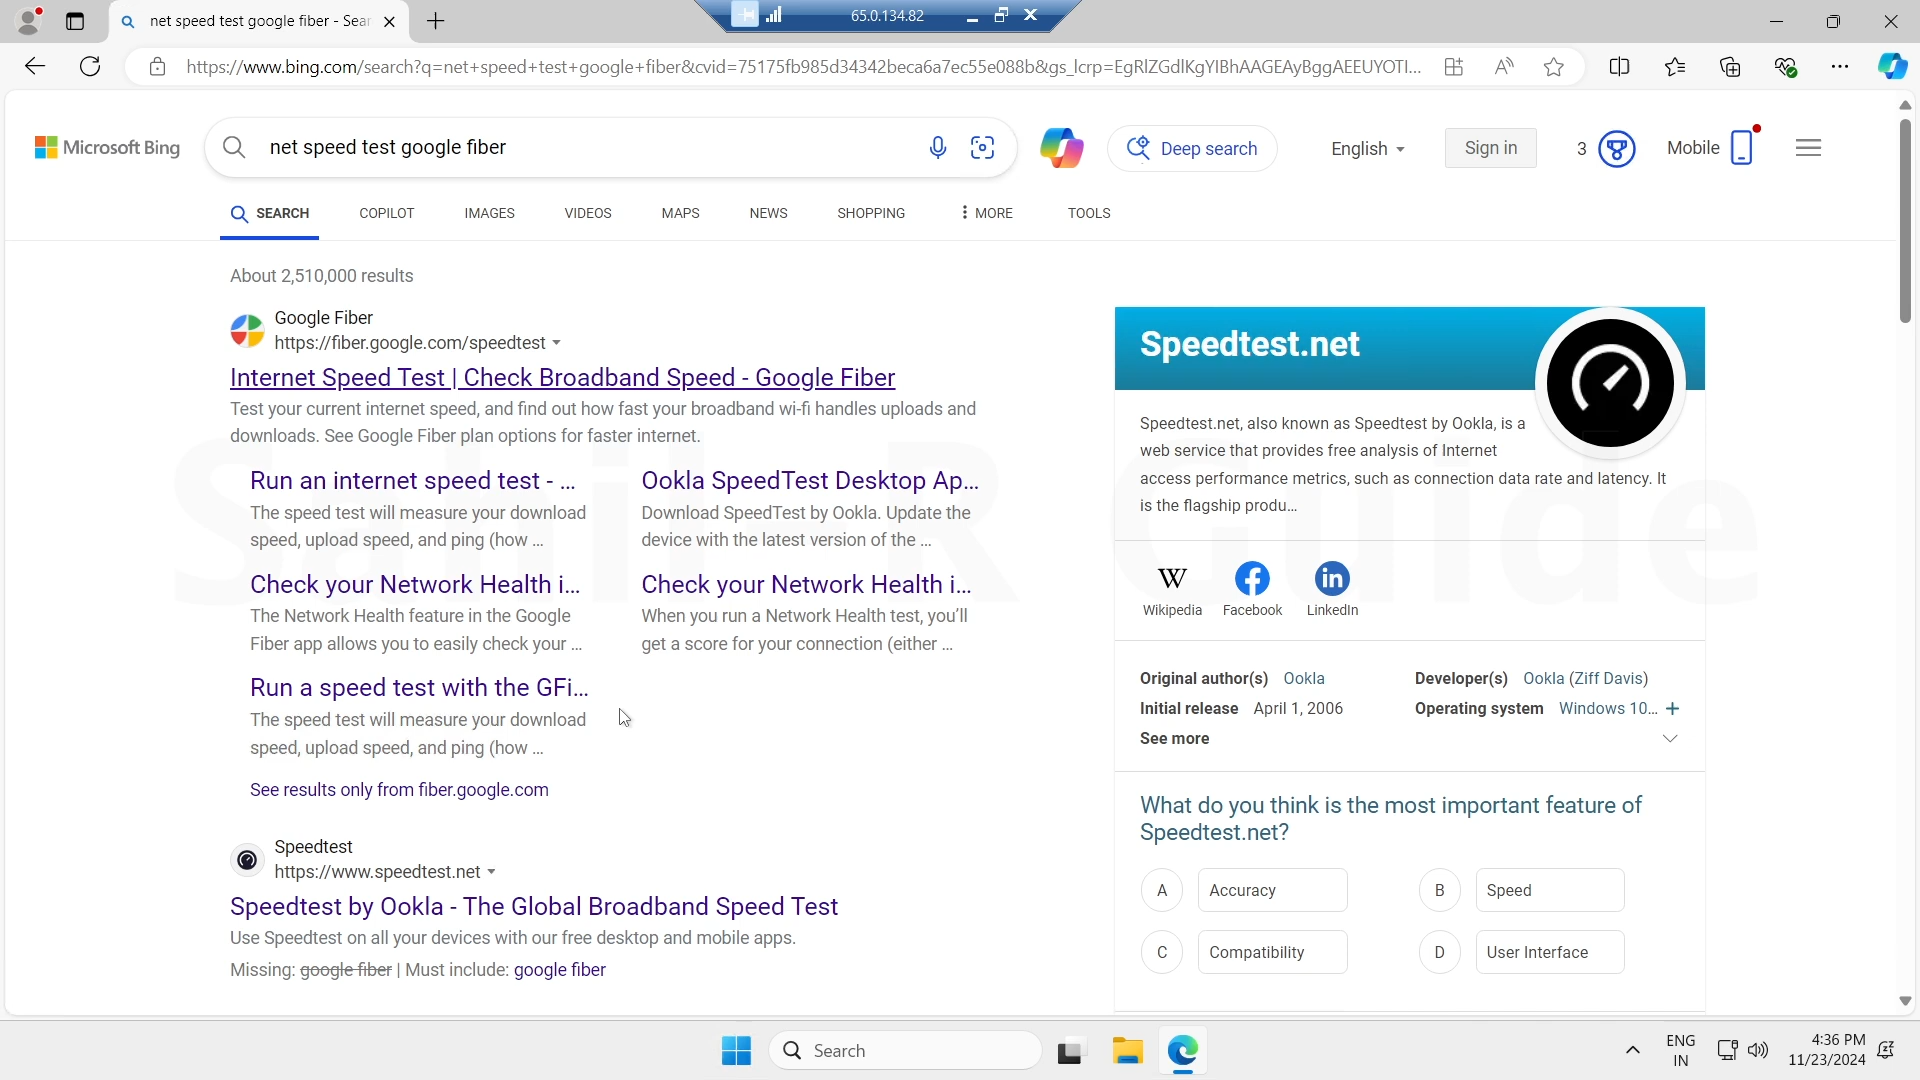 net speed test google fiber - Sear
65.0.134.82
https://www.bing.com/search?q=net+speed+test+google+fiber&cvid=75175fb985d34342beca6a7ec55e088b&gs_lcrp=EgRlZGdlKgYIBhAAGEAyBggAEEUYOTI...
Microsoft Bing
net speed test google fiber
Deep search
English
Sign in
3
Mobile
SEARCH
COPILOT
IMAGES
VIDEOS
MAPS
NEWS
SHOPPING
MORE
TOOLS
About 2,510,000 results
Google Fiber
https://fiber.google.com/speedtest
Internet Speed Test | Check Broadband Speed - Google Fiber
Test your current internet speed, and find out how fast your broadband wi-fi handles uploads and
downloads. See Google Fiber plan options for faster internet.
Run an internet speed test - ...
The speed test will measure your download
speed, upload speed, and ping (how ...
Ookla SpeedTest Desktop Ap...
Download SpeedTest by Ookla. Update the
device with the latest version of the ...
Check your Network Health i...
The Network Health feature in the Google
Fiber app allows you to easily check your ...
Check your Network Health i...
When you run a Network Health test, you'll
get a score for your connection (either ...
Run a speed test with the GFi...
The speed test will measure your download
speed, upload speed, and ping (how ...
See results only from fiber.google.com
Speedtest
https://www.speedtest.net
Speedtest by Ookla - The Global Broadband Speed Test
Use Speedtest on all your devices with our free desktop and mobile apps.
Missing: google fiber | Must include: google fiber
Speedtest.net
Speedtest.net, also known as Speedtest by Ookla, is a
web service that provides free analysis of Internet
access performance metrics, such as connection data rate and latency. It
is the flagship produ...
W
Wikipedia
Facebook
in
LinkedIn
Original author(s) Ookla
Developer(s) Ookla (Ziff Davis)
Initial release April 1, 2006
Operating system Windows 10...
See more
What do you think is the most important feature of
Speedtest.net?
A Accuracy
B Speed
C Compatibility
D User Interface
Sahil-R Guide
Search
ENG
IN
4:36 PM
11/23/2024